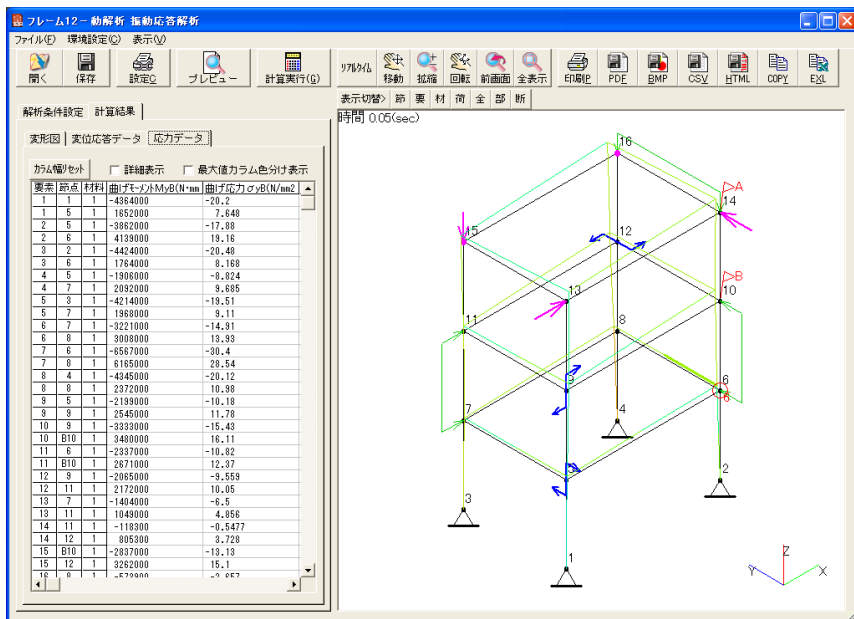 フレーム12－動解析 振動応答解析
ファイル(F) 環境設定(C) 表示(V)
開く 保存 設定C プレビュー 計算実行(G) リアルタイム 移動 拡縮 回転 前画面 全表示 印刷P PDF BMP CSV HTML COPY EXL
表示切替> 節 要 材 荷 全 部 断
解析条件設定 計算結果
変形図 変位応答データ 応力データ
カラム幅リセット 詳細表示 最大値カラム色分け表示
要素 節点 材料 曲げモーメントMyB(N·mm 曲げ応力σyB(N/mm2
1 1 1 -4364000 -20.2
1 5 1 1652000 7.648
2 5 1 -3862000 -17.88
2 6 1 4139000 19.16
3 2 1 -4424000 -20.48
3 6 1 1764000 8.168
4 5 1 -1906000 -8.824
4 7 1 2092000 9.685
5 3 1 -4214000 -19.51
5 7 1 1968000 9.11
6 7 1 -3221000 -14.91
6 8 1 3008000 13.93
7 6 1 -6567000 -30.4
7 8 1 6165000 28.54
8 4 1 -4345000 -20.12
8 8 1 2372000 10.98
9 5 1 -2199000 -10.18
9 9 1 2545000 11.78
10 9 1 -3333000 -15.43
10 B10 1 3480000 16.11
11 6 1 -2337000 -10.82
11 B10 1 2671000 12.37
12 9 1 -2065000 -9.559
12 11 1 2172000 10.05
13 7 1 -1404000 -6.5
13 11 1 1049000 4.856
14 11 1 -118300 -0.5477
14 12 1 805300 3.728
15 B10 1 -2837000 -13.13
15 12 1 3262000 15.1
時間 0.05(sec)
16
A
14
15
12
13
B
10
11
8
9
6
7
4
5
2
3
1
Z
Y
X